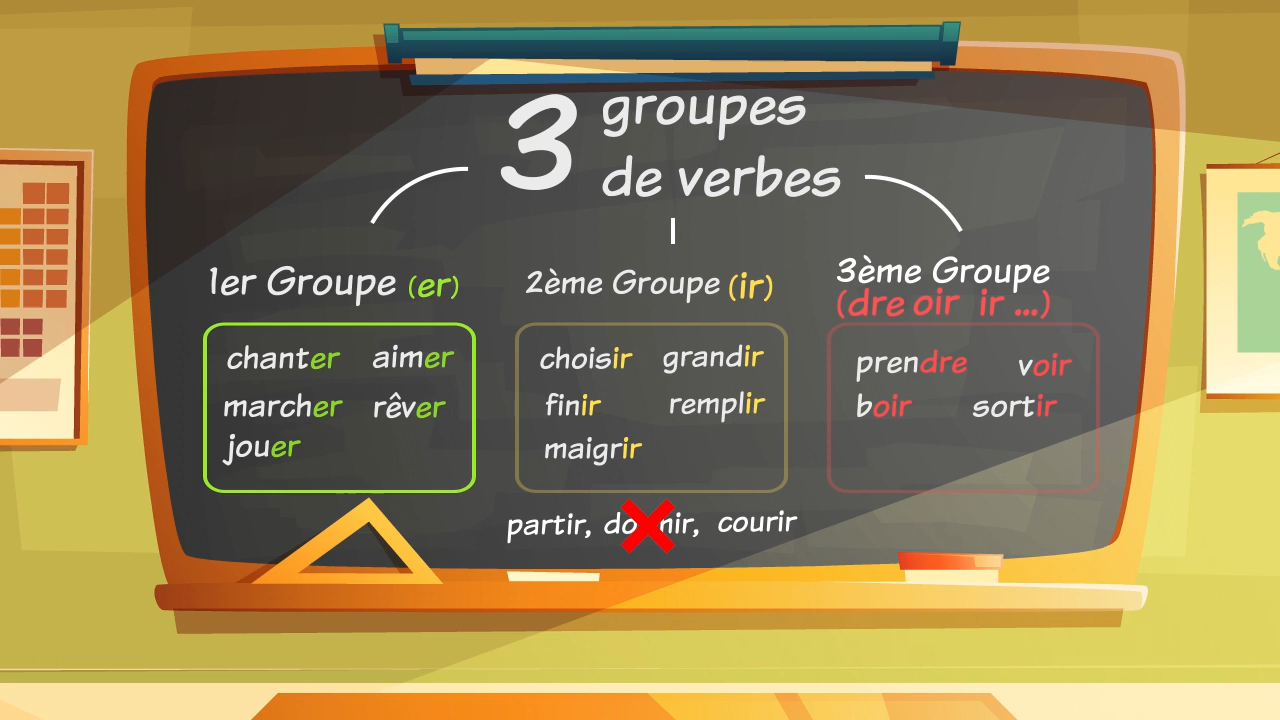 3 groupes
de verbes
1er Groupe (er)
2ème Groupe (ir)
3ème Groupe
(dre oir ir ...)
chanter aimer
marcher rêver
jouer
choisir grandir
finir remplir
maigrir
prendre voir
boir sortir
partir, courir